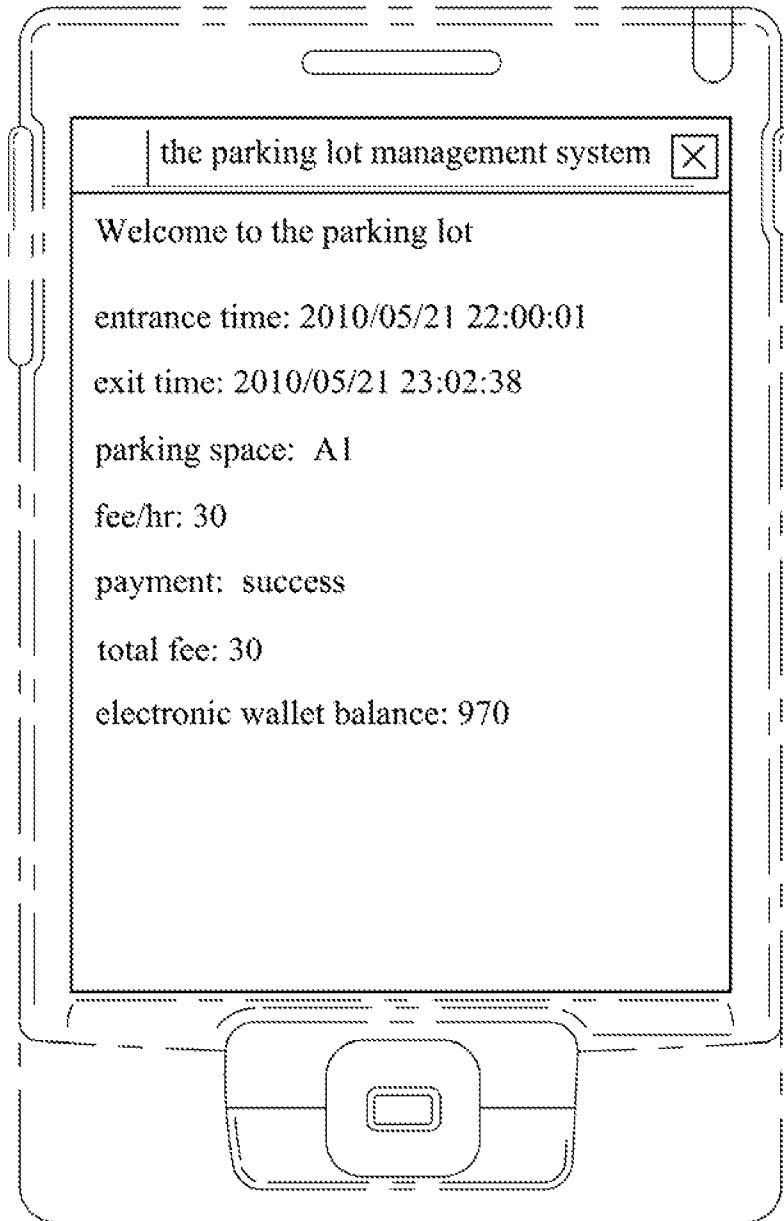 the parking lot management system
Welcome to the parking lot
entrance time: 2010/05/21 22:00:01
exit time: 2010/05/21 23:02:38
parking space: A1
fee/hr: 30
payment: success
total fee: 30
electronic wallet balance: 970